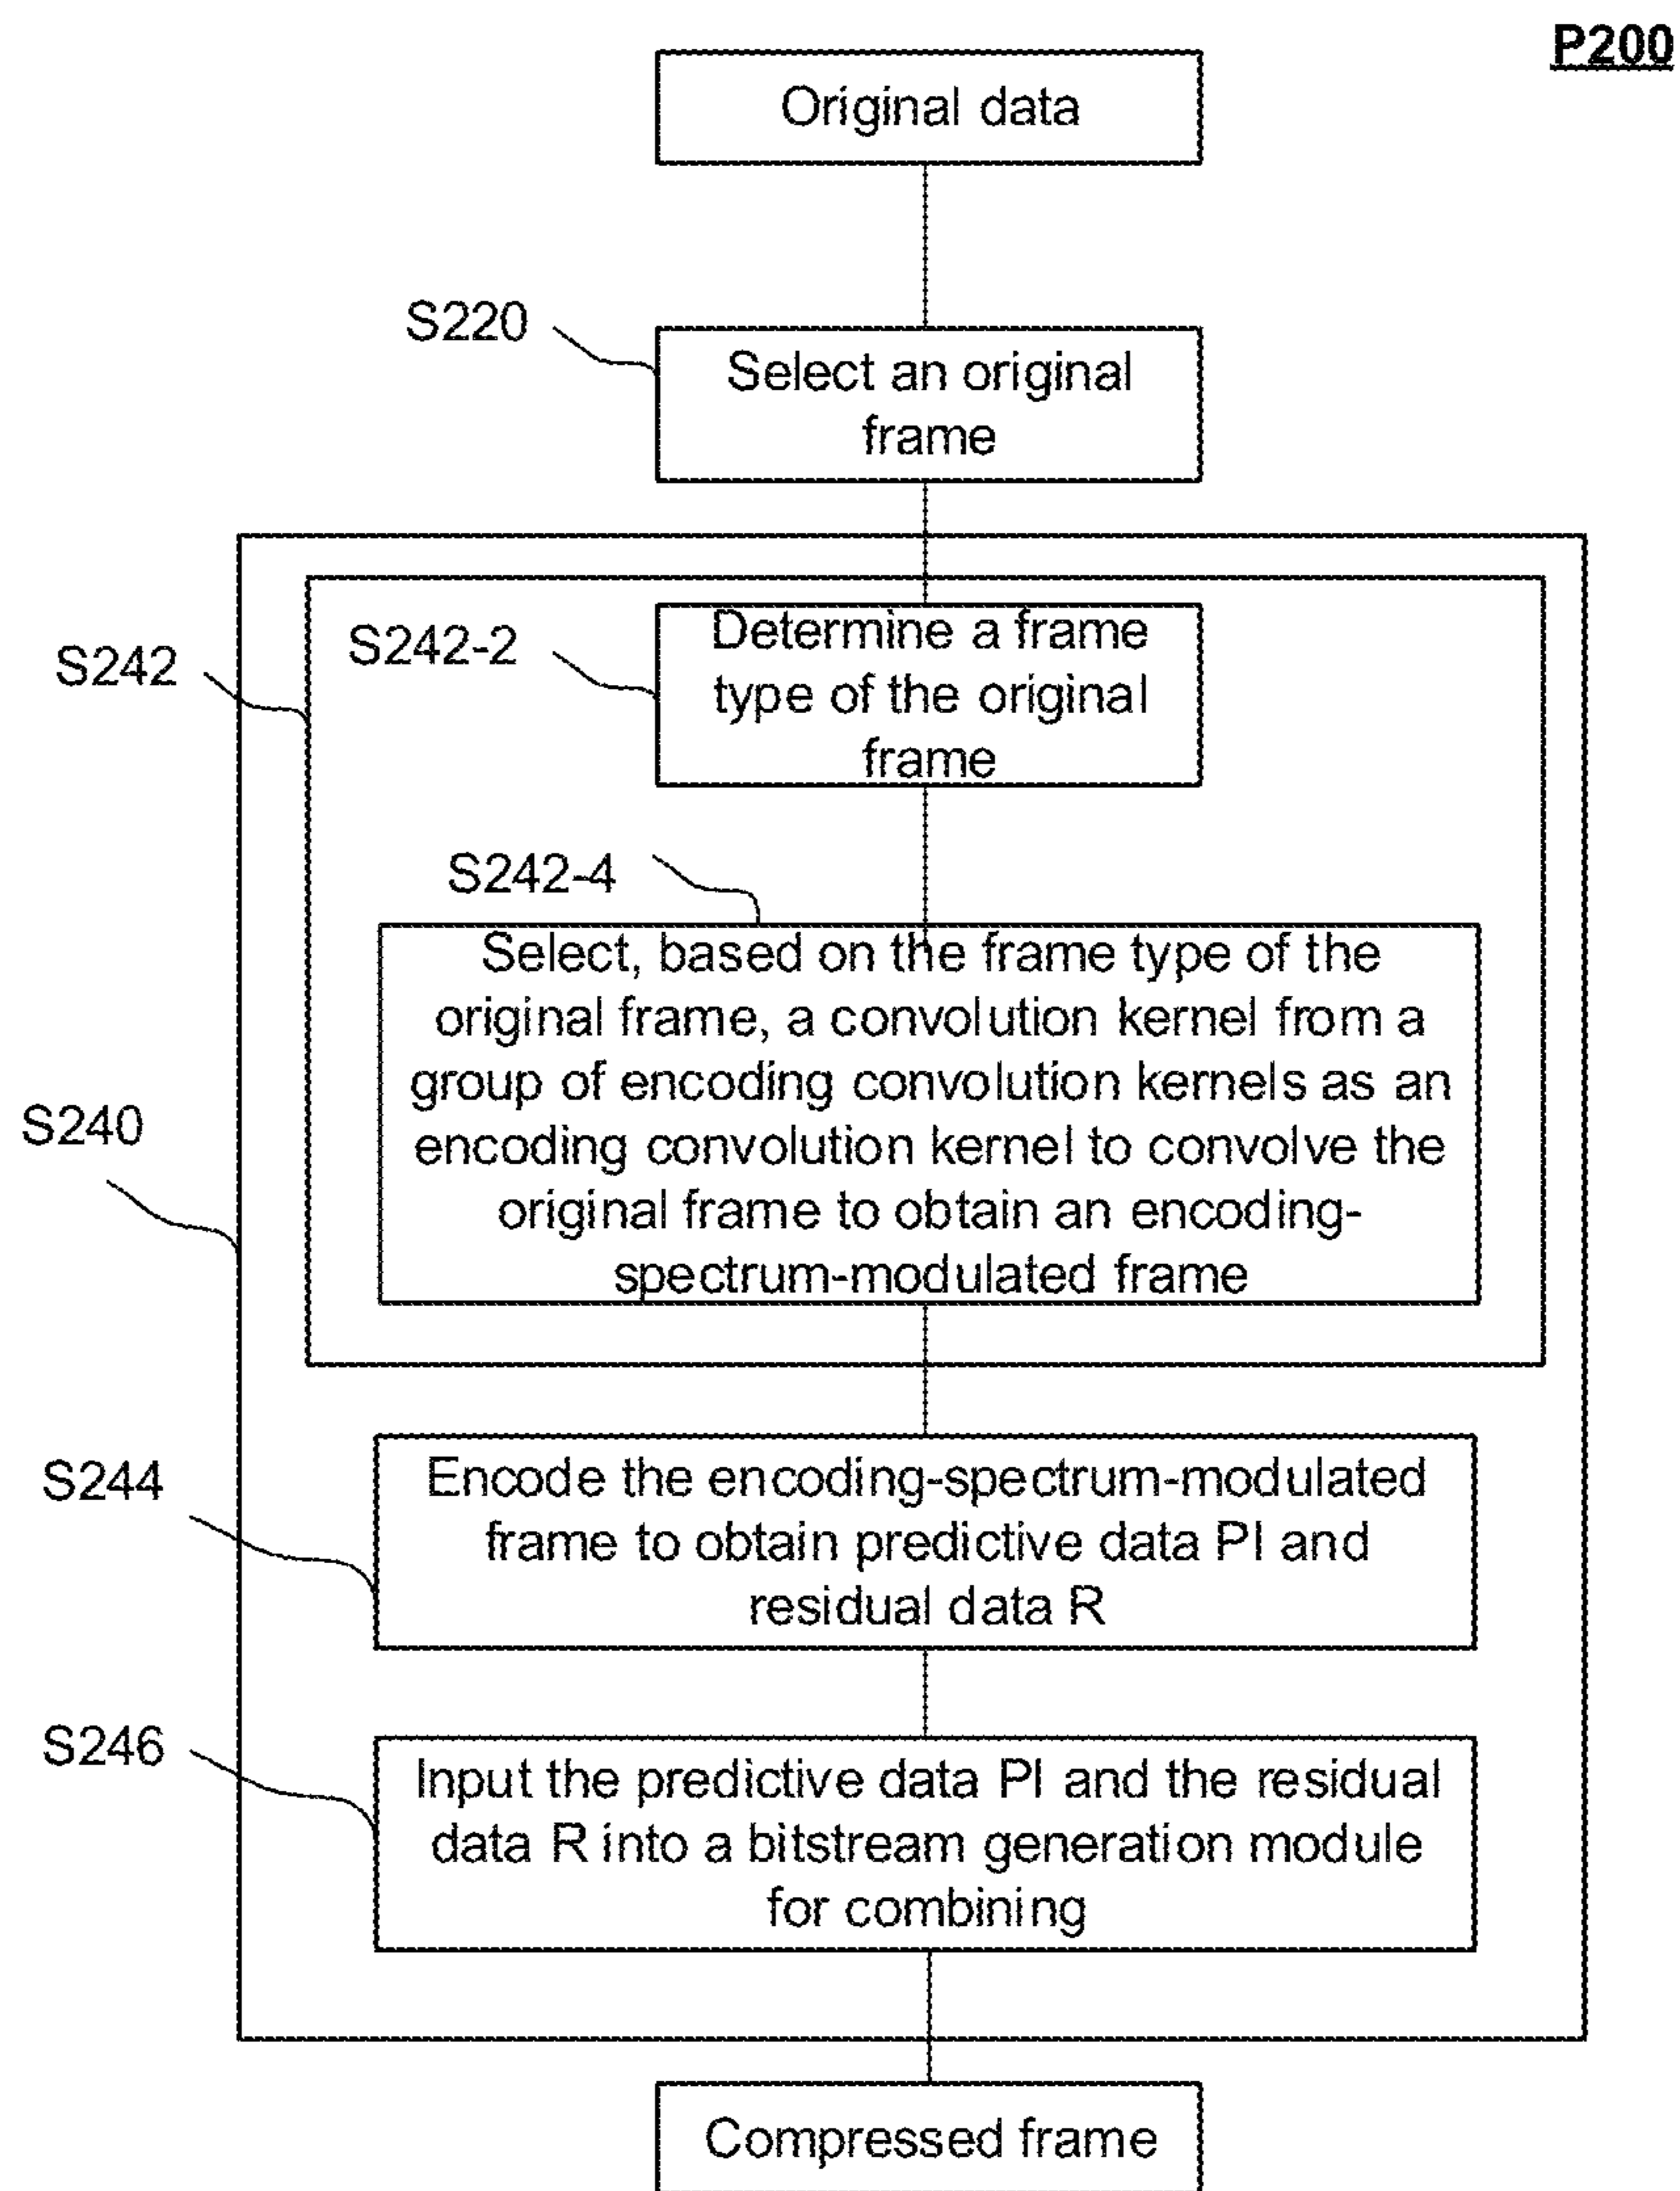 P200
Original data
S220
Select an original
frame
S242
S242-2
Determine a frame
type of the original
frame
S242-4
Select, based on the frame type of the
original frame, a convolution kernel from a
group of encoding convolution kernels as an
encoding convolution kernel to convolve the
original frame to obtain an encoding-
spectrum-modulated frame
S240
S244
Encode the encoding-spectrum-modulated
frame to obtain predictive data PI and
residual data R
S246
Input the predictive data PI and the residual
data R into a bitstream generation module
for combining
Compressed frame